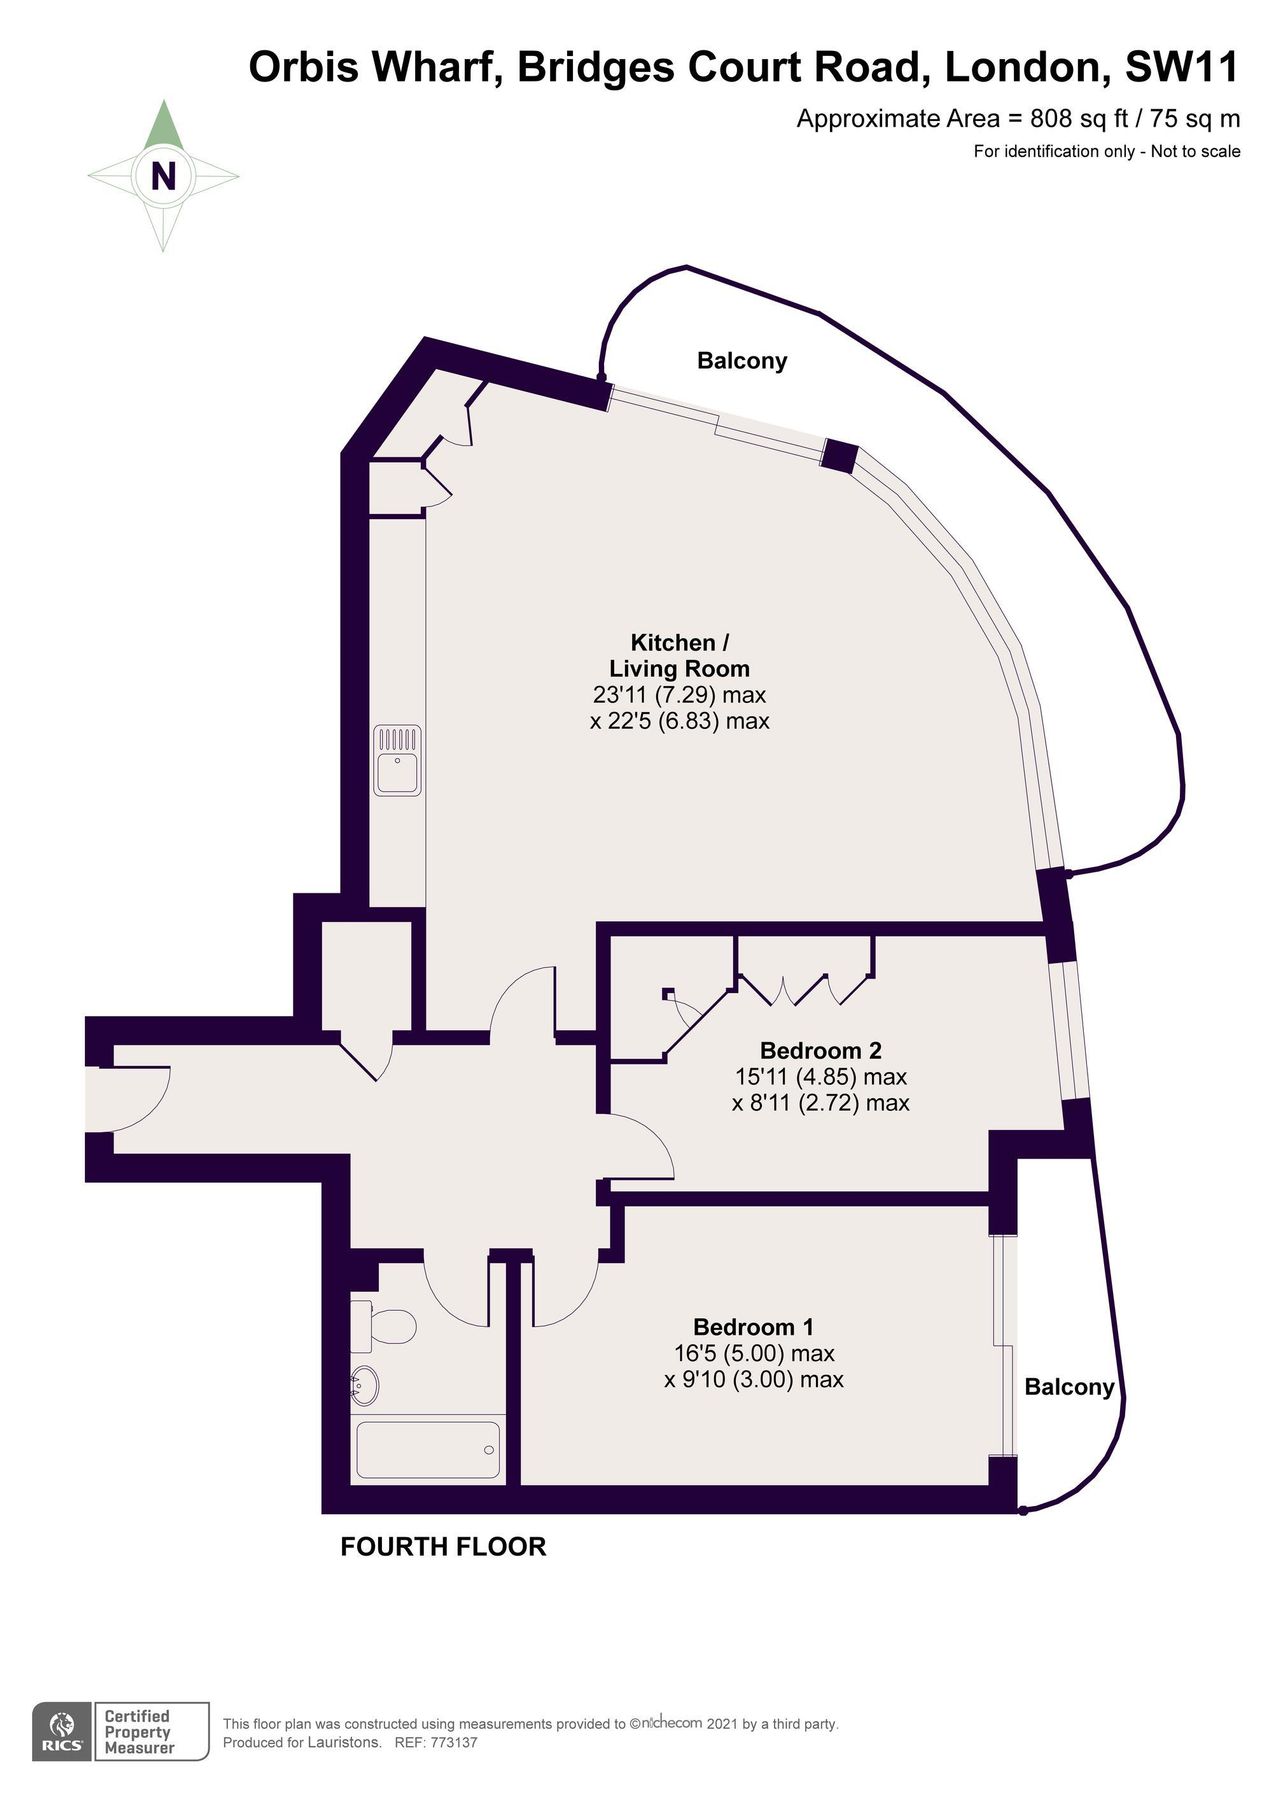 Orbis Wharf, Bridges Court Road, London, SW11
Approximate Area = 808 sq ft / 75 sq m
For identification only - Not to scale
N
Balcony
Kitchen /
Living Room
23'11 (7.29) max
x 22'5 (6.83) max
Bedroom 2
15'11 (4.85) max
x 8'11 (2.72) max
Bedroom 1
16'5 (5.00) max
x 9'10 (3.00) max
Balcony
FOURTH FLOOR
RICS
Certified
Property
Measurer
This floor plan was constructed using measurements provided to ©nichecom 2021 by a third party.
Produced for Lauristons. REF: 773137